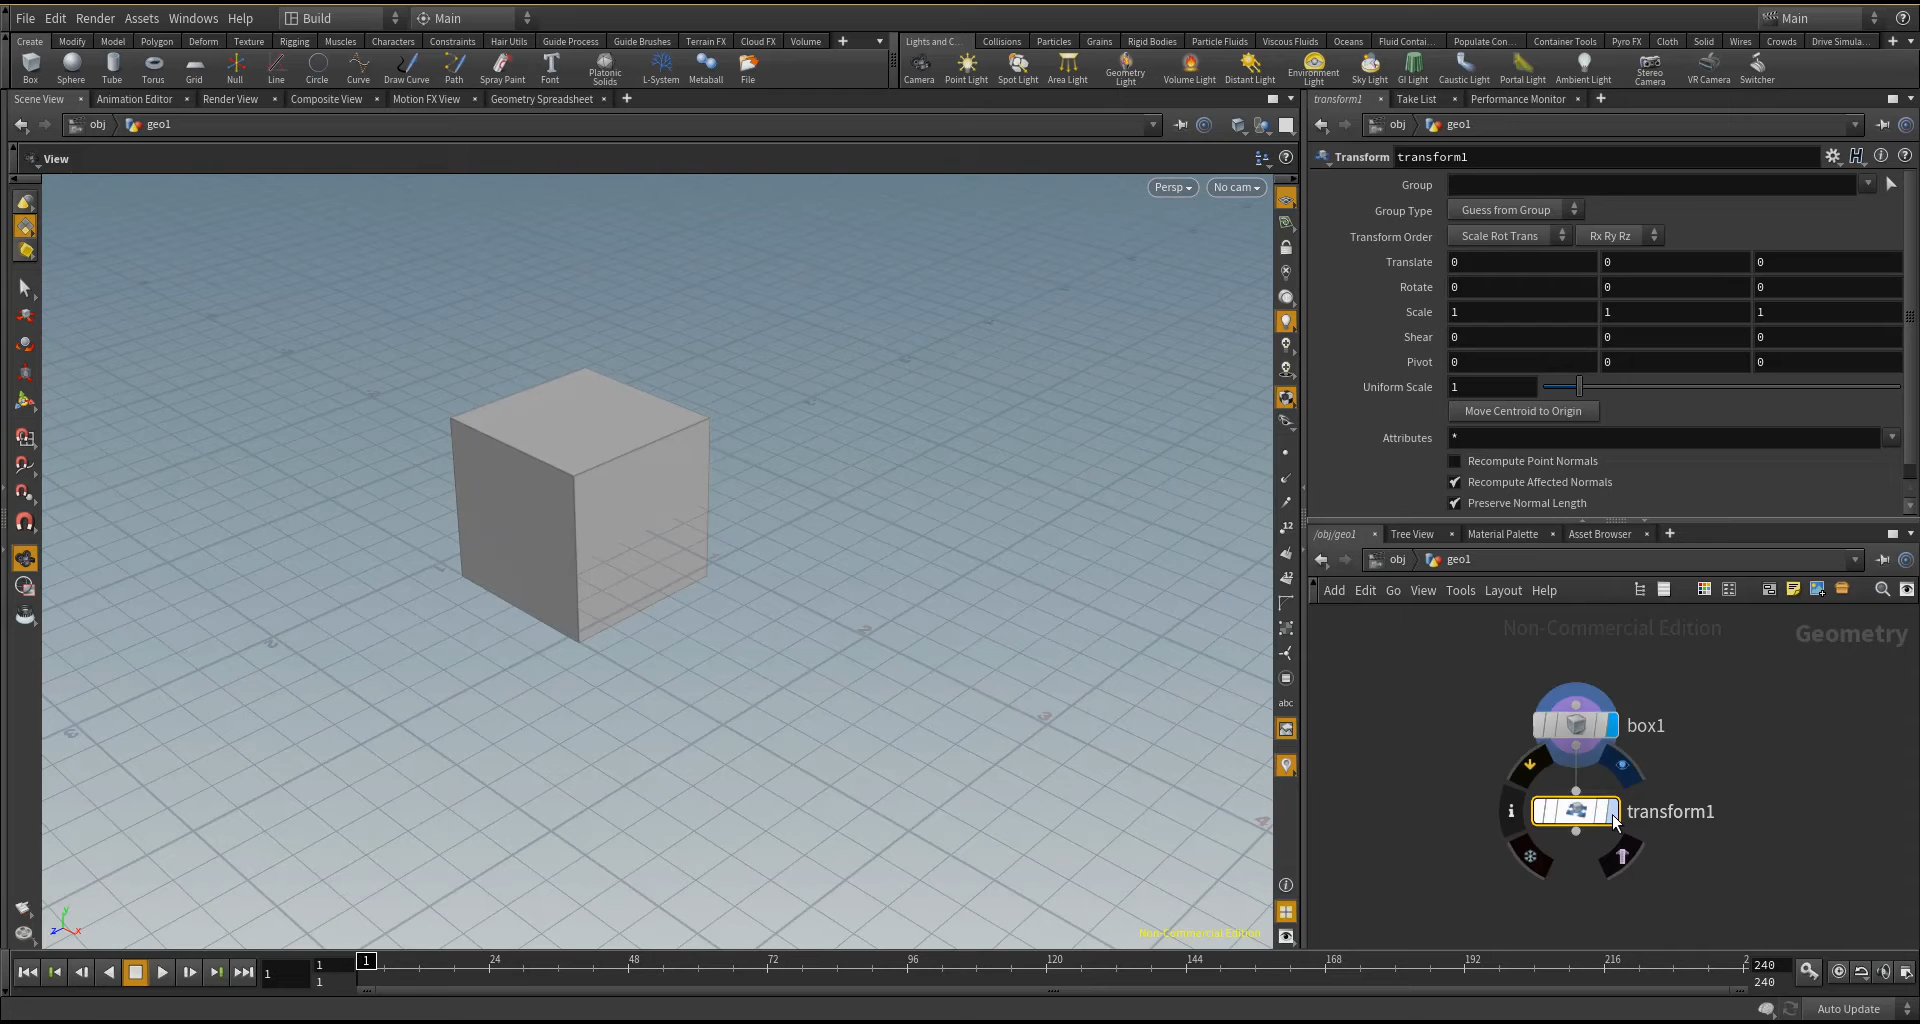 File Edit Render Assets Windows Help Build Main Main
Create Modify Model Polygon Deform Texture Rigging Muscles Characters Constraints Hair Utils Guide Process Guide Brushes Terrain FX Cloud FX Volume
Lights and C... Collisions Particles Grains Rigid Bodies Particle Fluids Viscous Fluids Oceans Fluid Contai... Populate Con... Container Tools Pyro FX Cloth Solid Wires Crowds Drive Simula...
Box Sphere Tube Torus Grid Null Line Circle Curve Draw Curve Path Spray Paint Font Platonic Solids L-System Metaball File
Camera Point Light Spot Light Area Light Geometry Light Volume Light Distant Light Environment Light Sky Light GI Light Caustic Light Portal Light Ambient Light Stereo Camera VR Camera Switcher
Scene View Animation Editor Render View Composite View Motion FX View Geometry Spreadsheet
transform1 Take List Performance Monitor
obj geo1
obj geo1
View
Persp No cam
Transform transform1
Group
Group Type Guess from Group
Transform Order Scale Rot Trans Rx Ry Rz
Translate 0 0 0
Rotate 0 0 0
Scale 1 1 1
Shear 0 0 0
Pivot 0 0 0
Uniform Scale 1
Move Centroid to Origin
Attributes *
Recompute Point Normals
Recompute Affected Normals
Preserve Normal Length
/obj/geo1 Tree View Material Palette Asset Browser
obj geo1
Add Edit Go View Tools Layout Help
Non-Commercial Edition Geometry
box1
transform1
12
12
abc
2
3
4
y
z x
Non-Commercial Edition
1 1 1 24 48 72 96 120 144 168 192 216 2 240
1 240
Auto Update